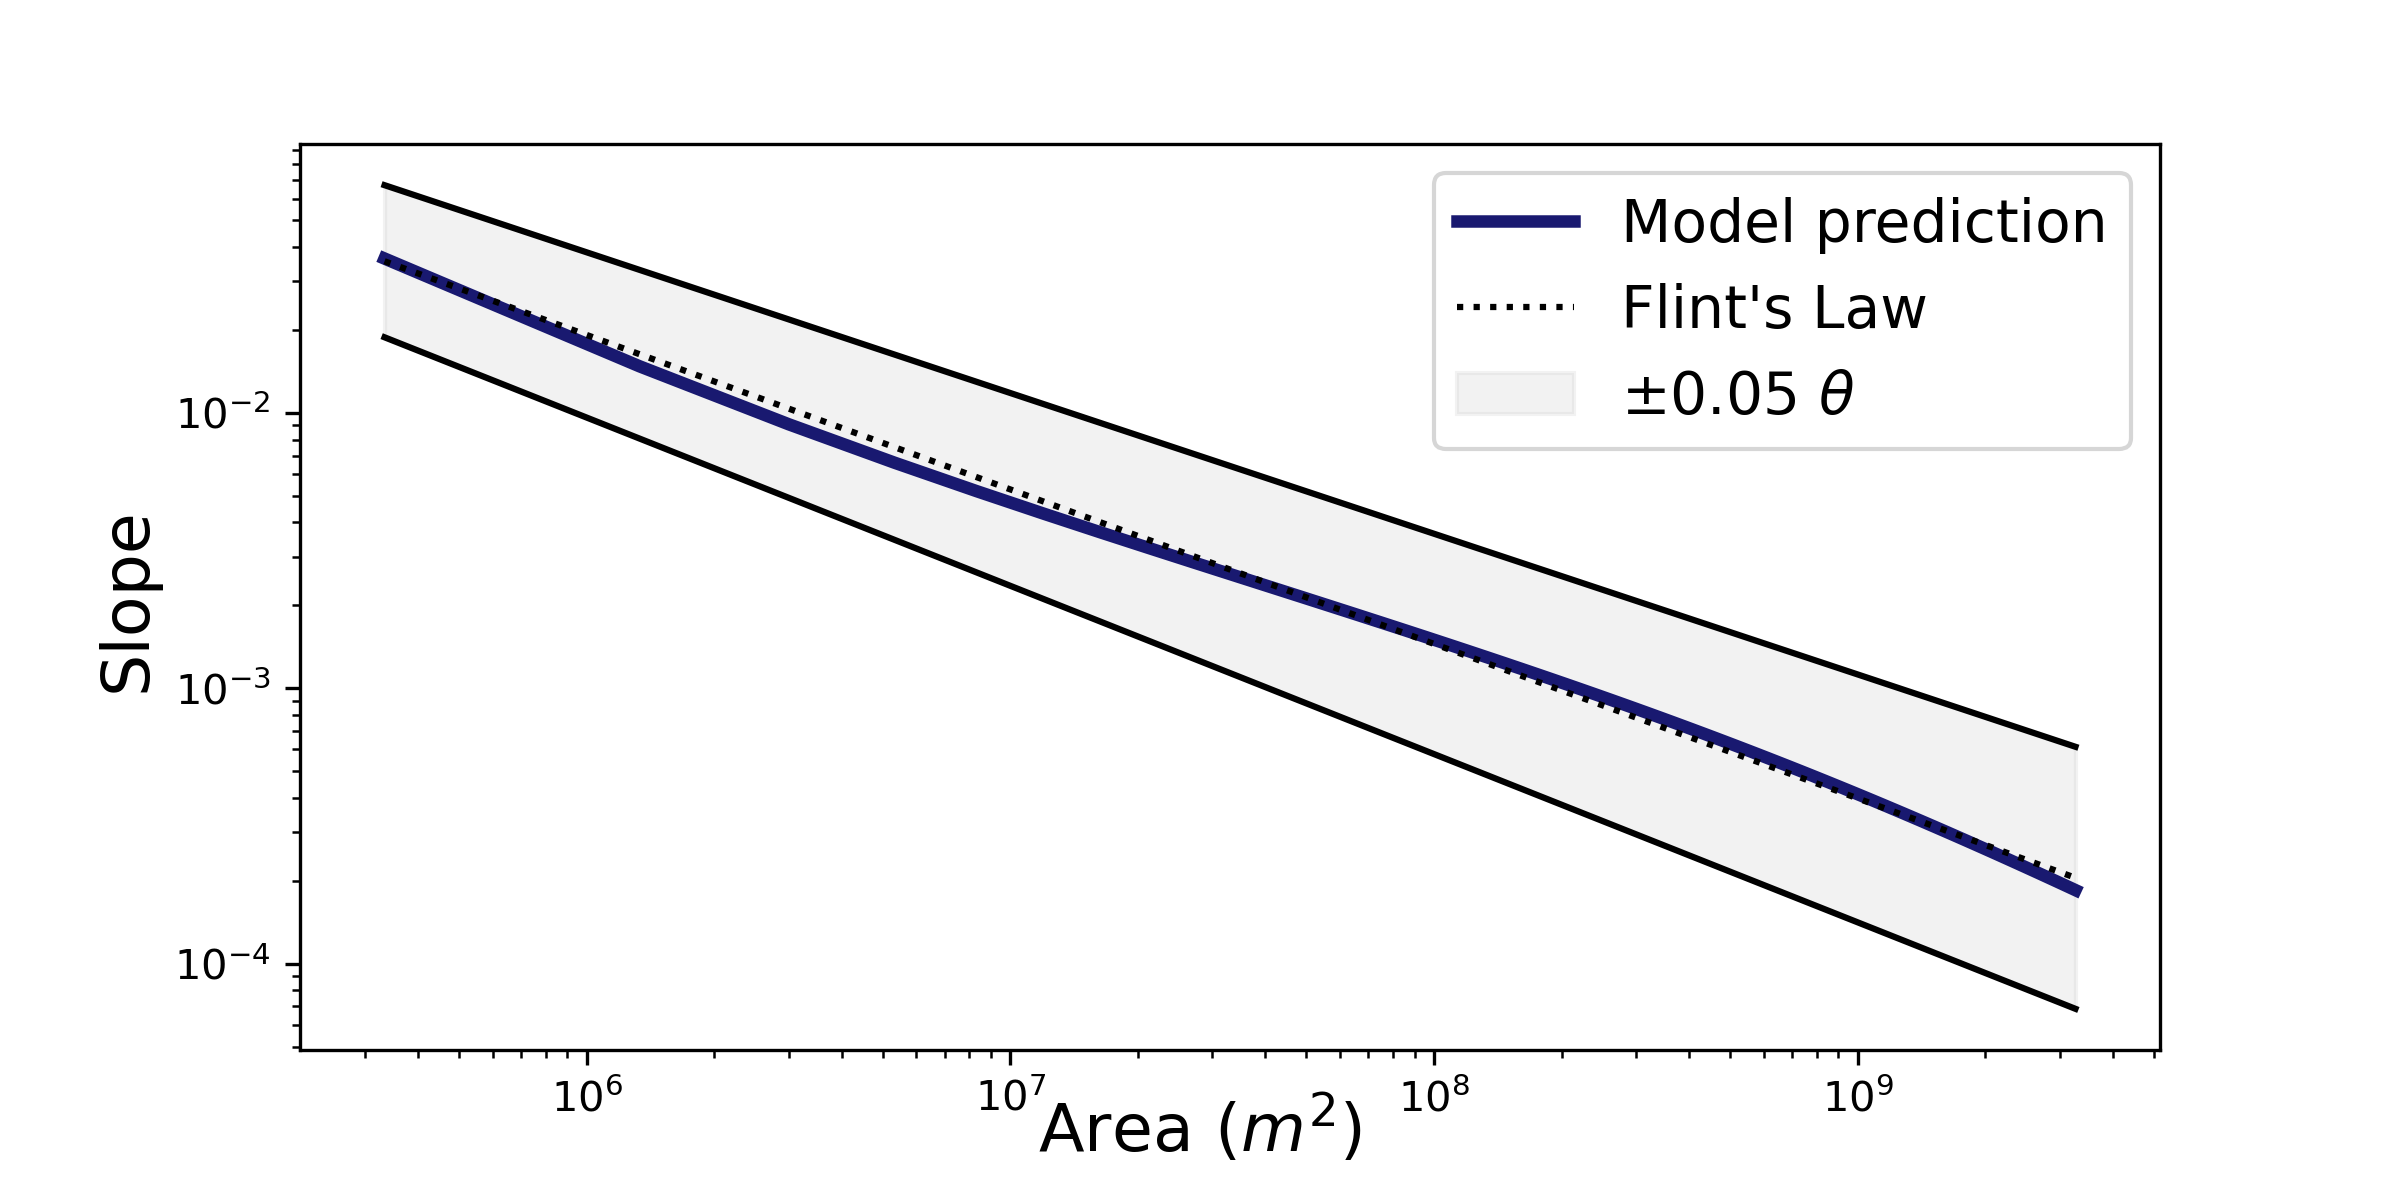 Model prediction
Flint's Law
±0.05 θ
10⁻²
10⁻³
10⁻⁴
Slope
10⁶ 10⁷ 10⁸ 10⁹
Area (m²)